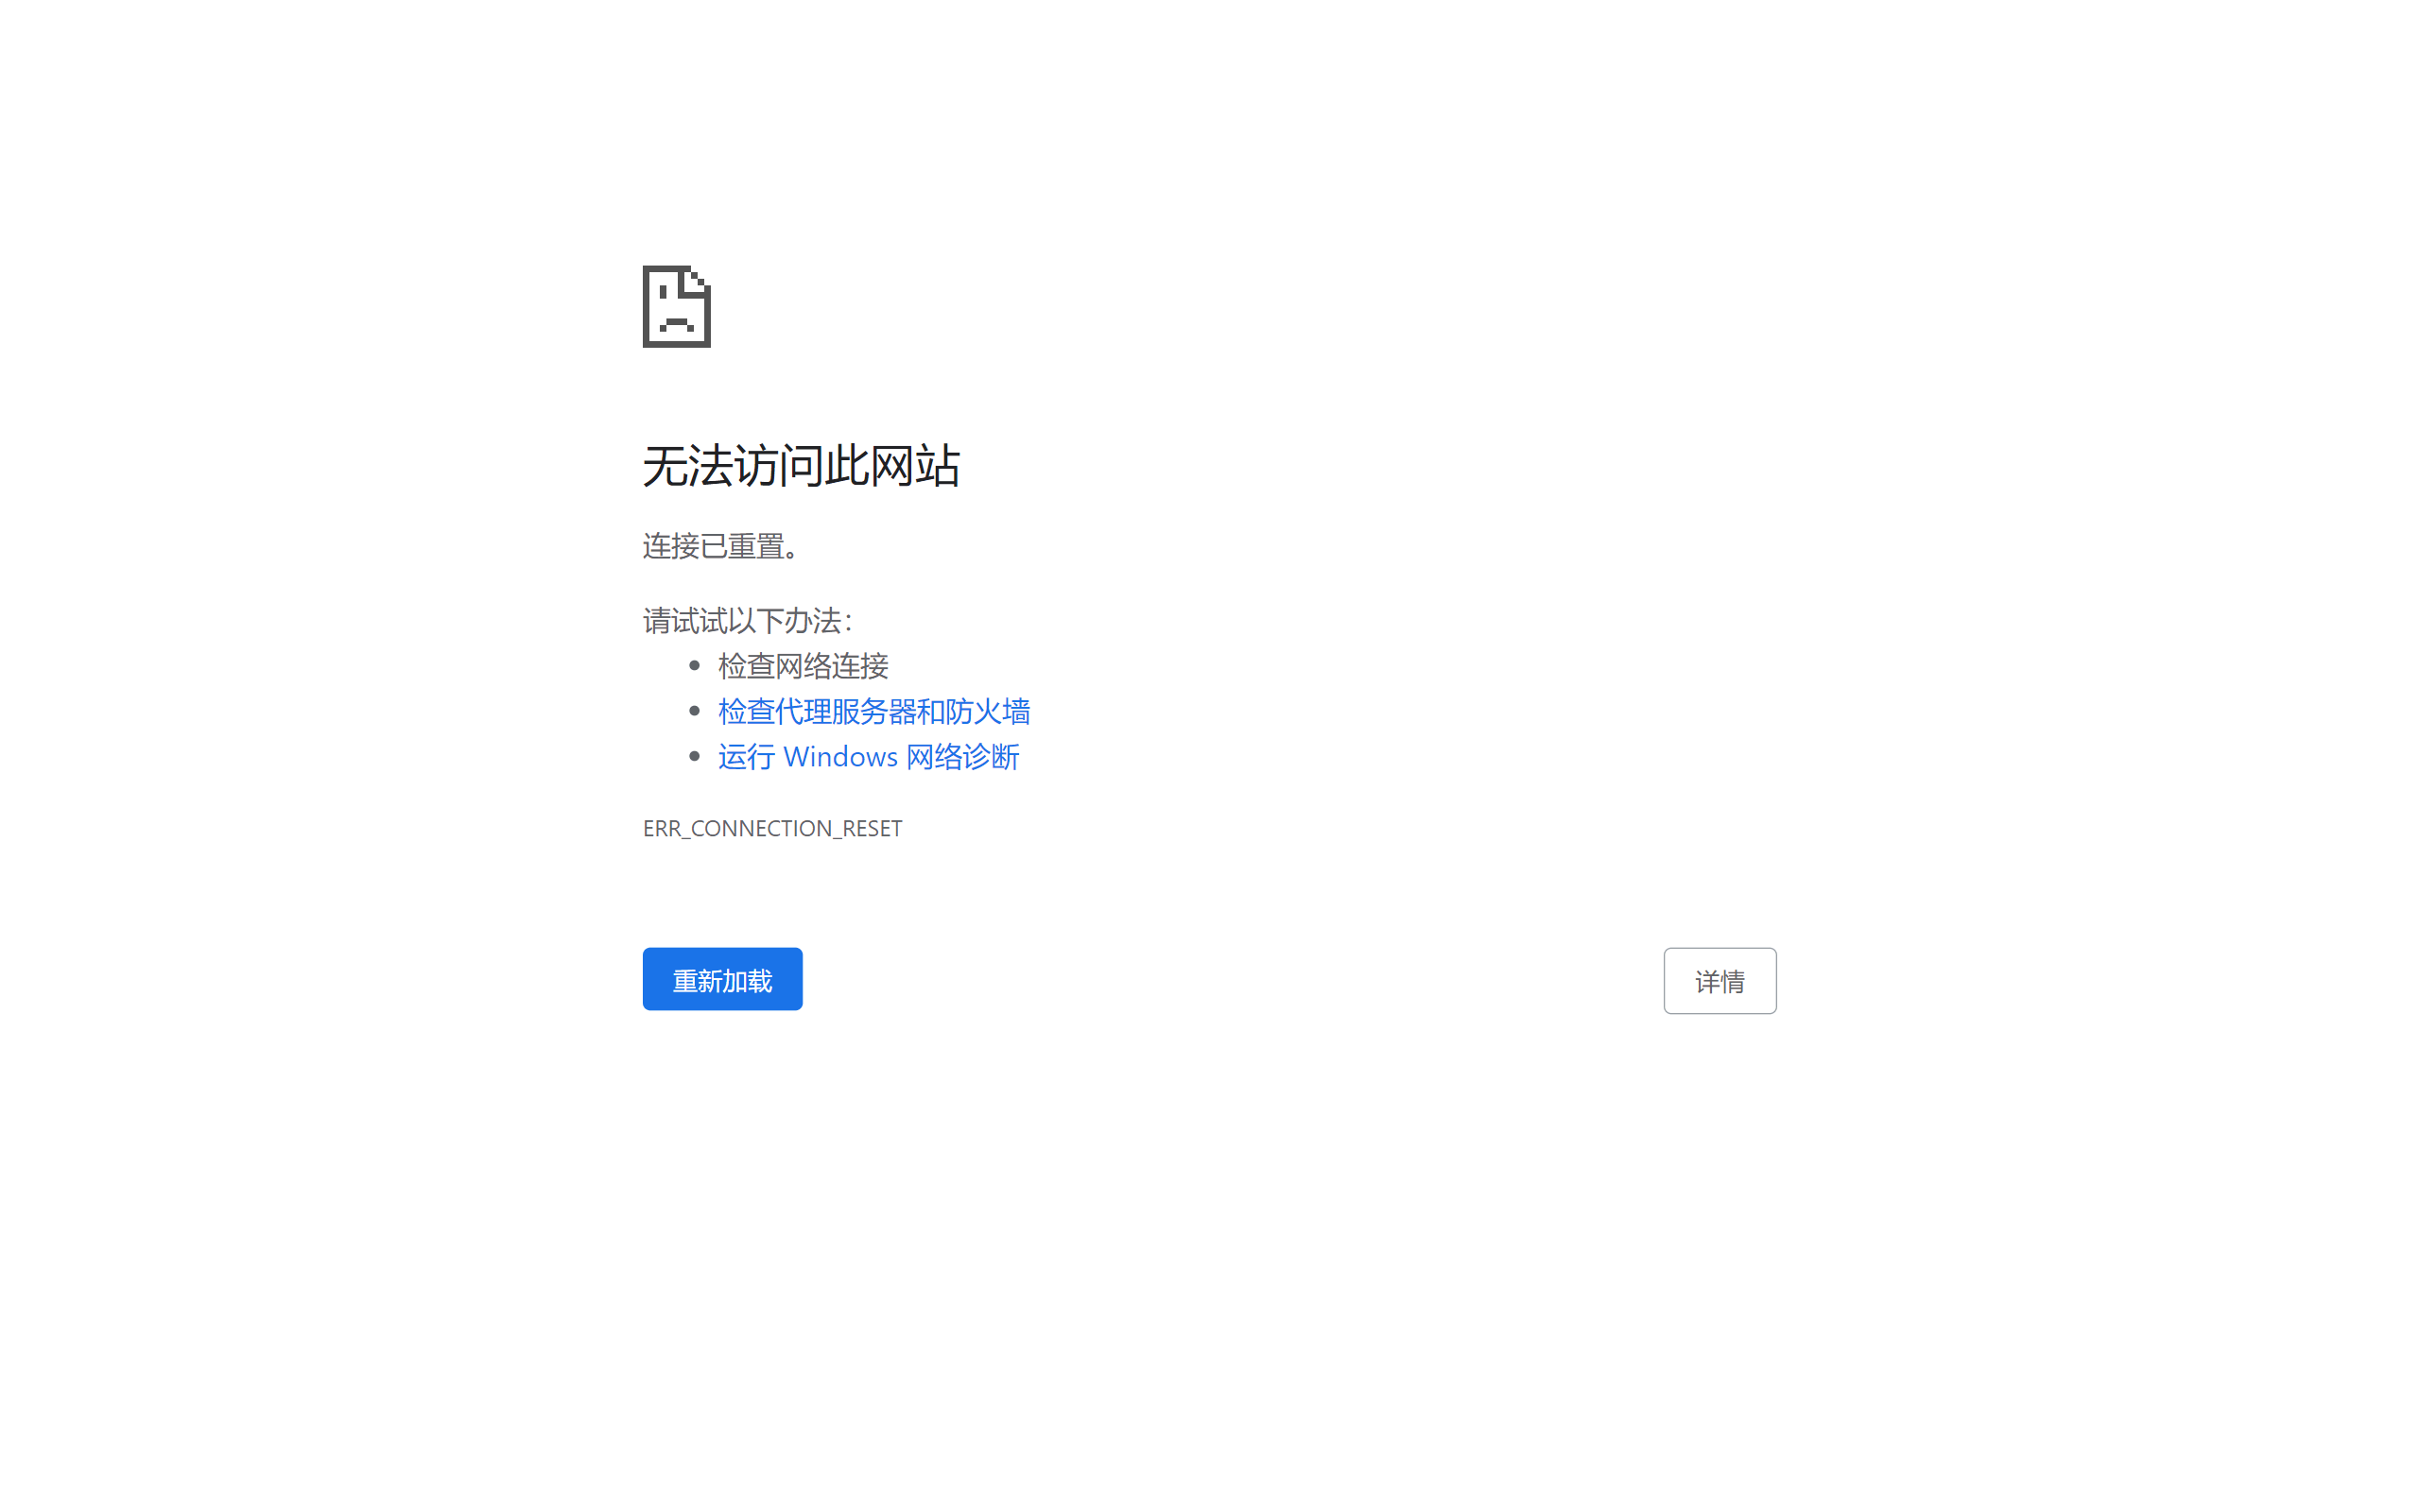 无法访问此网站
连接已重置。
请试试以下办法：
检查网络连接
检查代理服务器和防火墙
运行 Windows 网络诊断
ERR_CONNECTION_RESET
重新加载
详情